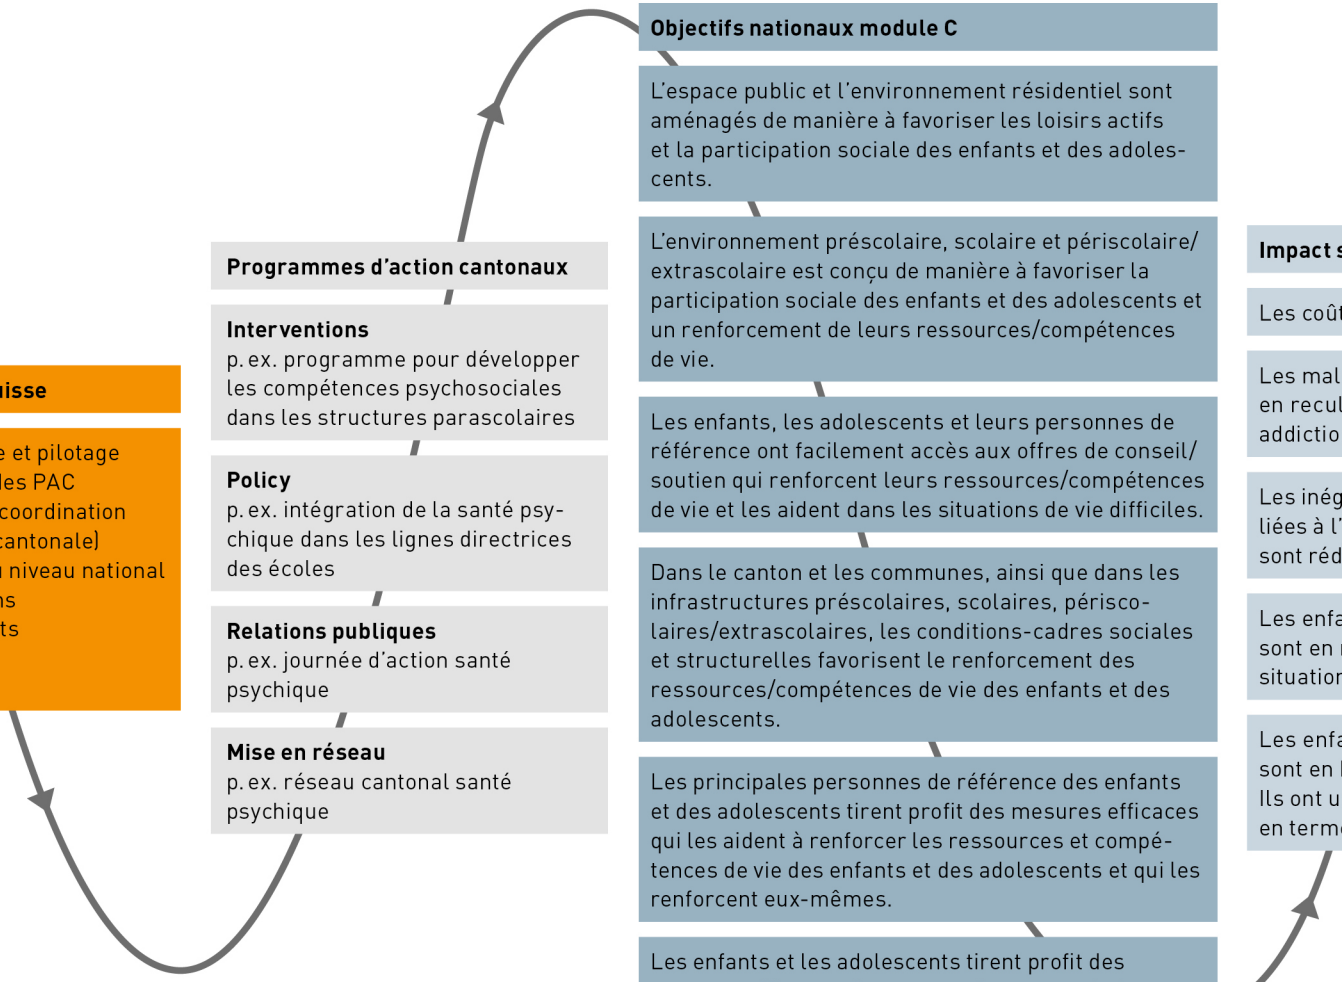 uisse
et pilotage
des PAC
coordination
cantonale)
niveau national
Programmes d’action cantonaux
Interventions
p. ex. programme pour développer
les compétences psychosociales
dans les structures parascolaires
Policy
p. ex. intégration de la santé psy-
chique dans les lignes directrices
des écoles
Relations publiques
p. ex. journée d’action santé
psychique
Mise en réseau
p. ex. réseau cantonal santé
psychique
Objectifs nationaux module C
L’espace public et l’environnement résidentiel sont
aménagés de manière à favoriser les loisirs actifs
et la participation sociale des enfants et des adoles-
cents.
L’environnement préscolaire, scolaire et périscolaire/
extrascolaire est conçu de manière à favoriser la
participation sociale des enfants et des adolescents et
un renforcement de leurs ressources/compétences
de vie.
Les enfants, les adolescents et leurs personnes de
référence ont facilement accès aux offres de conseil/
soutien qui renforcent leurs ressources/compétences
de vie et les aident dans les situations de vie difficiles.
Dans le canton et les communes, ainsi que dans les
infrastructures préscolaires, scolaires, périsco-
laires/extrascolaires, les conditions-cadres sociales
et structurelles favorisent le renforcement des
ressources/compétences de vie des enfants et des
adolescents.
Les principales personnes de référence des enfants
et des adolescents tirent profit des mesures efficaces
qui les aident à renforcer les ressources et compé-
tences de vie des enfants et des adolescents et qui les
renforcent eux-mêmes.
Les enfants et les adolescents tirent profit des
Impact s
Les coût
Les mal
en recul
addictio
Les inég
liées à l’
sont réd
Les enfa
sont en
situation
Les enfa
sont en
Ils ont u
en terme